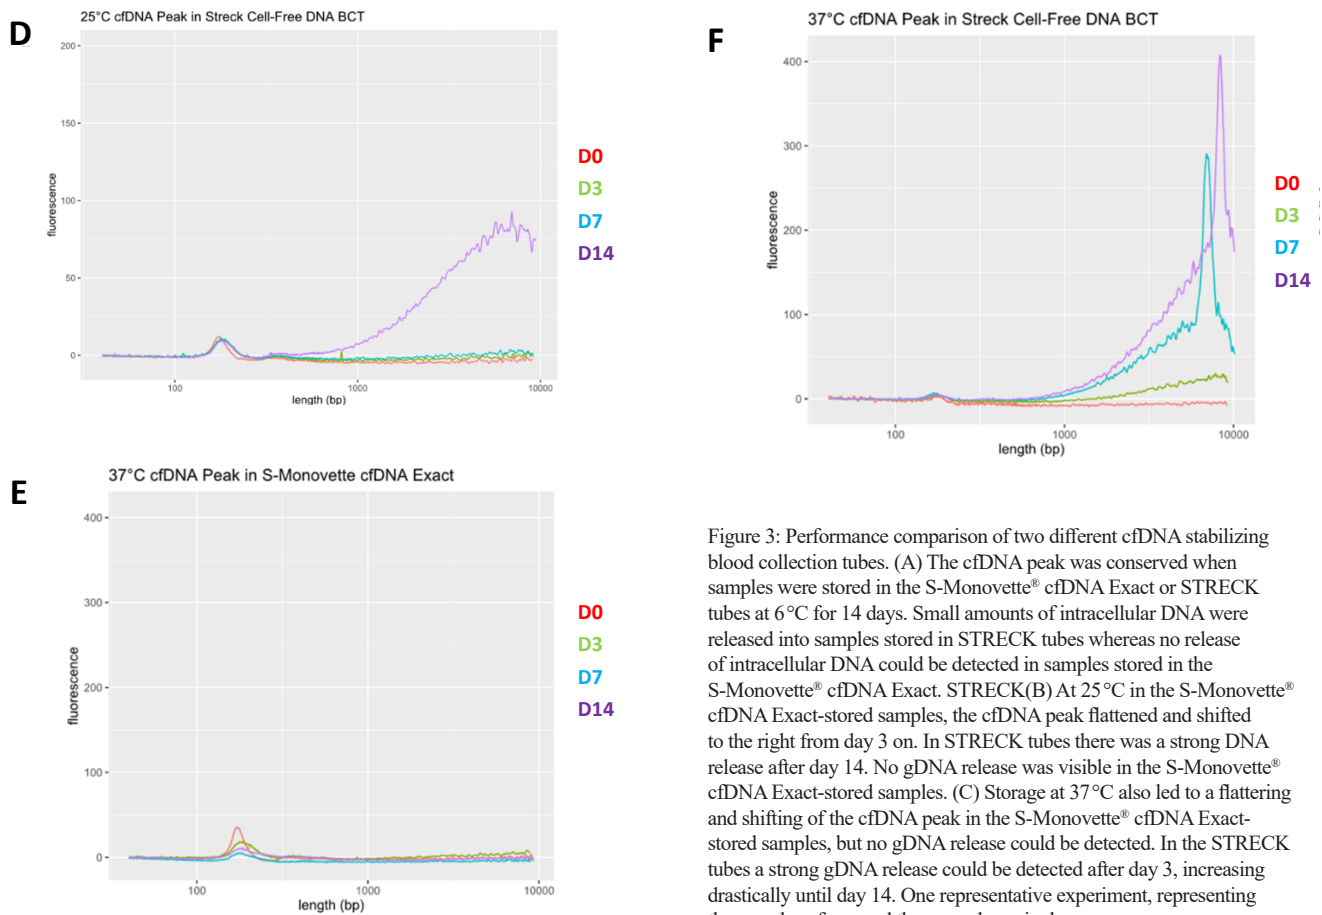 D
25°C cfDNA Peak in Streck Cell-Free DNA BCT
200
150
100
50
0
fluorescence
100
1000
10000
length (bp)
D0
D3
D7
D14
F
37°C cfDNA Peak in Streck Cell-Free DNA BCT
400
300
200
100
0
fluorescence
100
1000
10000
length (bp)
D0
D3
D7
D14
E
37°C cfDNA Peak in S-Monovette cfDNA Exact
400
300
200
100
0
fluorescence
100
1000
10000
length (bp)
D0
D3
D7
D14
Figure 3: Performance comparison of two different cfDNA stabilizing
blood collection tubes. (A) The cfDNA peak was conserved when
samples were stored in the S-Monovette® cfDNA Exact or STRECK
tubes at 6°C for 14 days. Small amounts of intracellular DNA were
released into samples stored in STRECK tubes whereas no release
of intracellular DNA could be detected in samples stored in the
S-Monovette® cfDNA Exact. STRECK(B) At 25°C in the S-Monovette®
cfDNA Exact-stored samples, the cfDNA peak flattened and shifted
to the right from day 3 on. In STRECK tubes there was a strong DNA
release after day 14. No gDNA release was visible in the S-Monovette®
cfDNA Exact-stored samples. (C) Storage at 37°C also led to a flattering
and shifting of the cfDNA peak in the S-Monovette® cfDNA Exact-
stored samples, but no gDNA release could be detected. In the STRECK
tubes a strong gDNA release could be detected after day 3, increasing
drastically until day 14. One representative experiment, representing